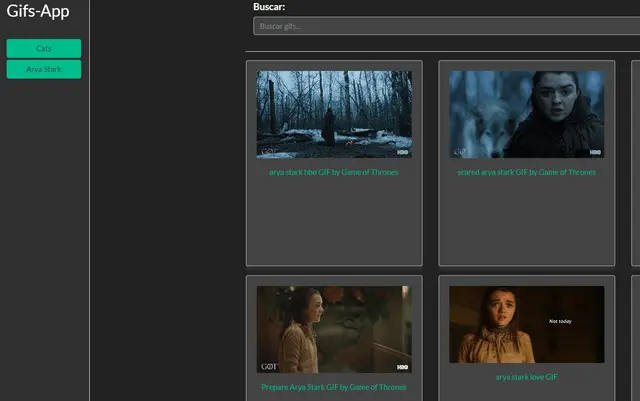 Gifs-App
Cats
Arya Stark
Buscar:
Buscar gifs...
GOT
HBO
arya stark hbo GIF by Game of Thrones
GOT
HBO
scared arya stark GIF by Game of Thrones
GOT
HBO
Prepare Arya Stark GIF by Game of Thrones
Not today
arya stark love GIF